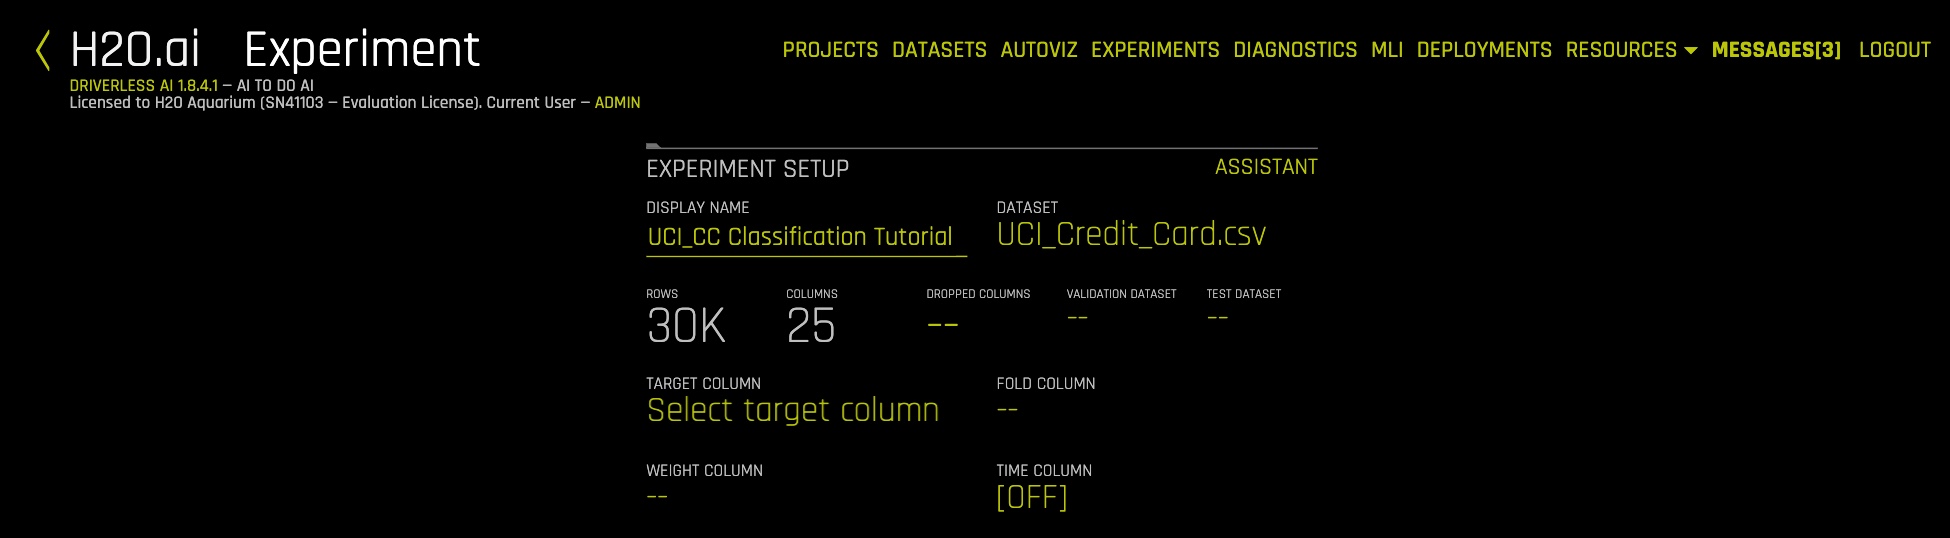 H2O.ai Experiment
PROJECTS DATASETS AUTOVIZ EXPERIMENTS DIAGNOSTICS MLI DEPLOYMENTS RESOURCES MESSAGES[3] LOGOUT
DRIVERLESS AI 1.8.4.1 – AI TO DO AI
Licensed to H2O Aquarium (SN41103 – Evaluation License). Current User – ADMIN
EXPERIMENT SETUP ASSISTANT
DISPLAY NAME DATASET
UCI_CC Classification Tutorial UCI_Credit_Card.csv
ROWS COLUMNS DROPPED COLUMNS VALIDATION DATASET TEST DATASET
30K 25 -- -- --
TARGET COLUMN FOLD COLUMN
Select target column --
WEIGHT COLUMN TIME COLUMN
-- [OFF]